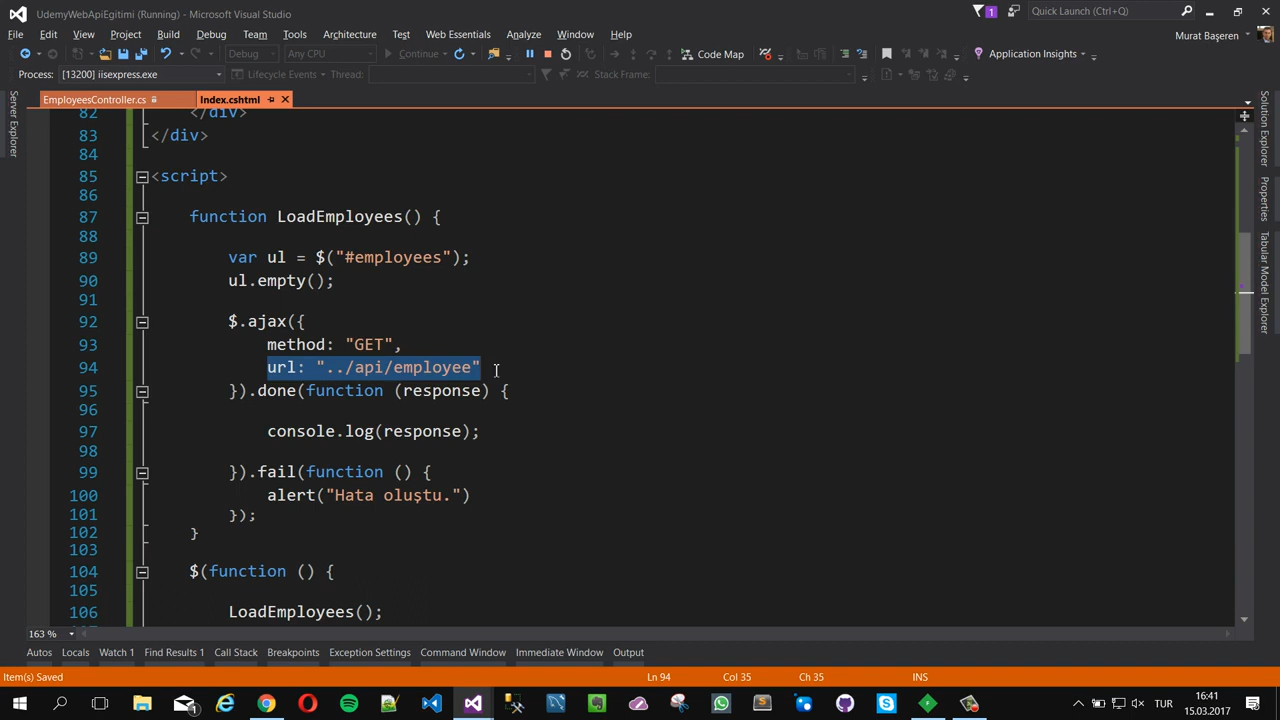 UdemyWebApiEgitimi (Running) - Microsoft Visual Studio
1
Quick Launch (Ctrl+Q)
File Edit View Project Build Debug Team Tools Architecture Test Web Essentials Analyze Window Help
Murat Başeren
Debug Any CPU Continue Code Map Application Insights
Process: [13200] iisexpress.exe Lifecycle Events Thread: Stack Frame:
Server Explorer
EmployeesController.cs Index.cshtml
82 </div>
83 </div>
84
85 <script>
86
87 function LoadEmployees() {
88
89 var ul = $("#employees");
90 ul.empty();
91
92 $.ajax({
93 method: "GET",
94 url: "../api/employee"
95 }).done(function (response) {
96
97 console.log(response);
98
99 }).fail(function () {
100 alert("Hata oluştu.")
101 });
102 }
103
104 $(function () {
105
106 LoadEmployees();
Solution Explorer
Properties
Tabular Model Explorer
163 %
Autos Locals Watch 1 Find Results 1 Call Stack Breakpoints Exception Settings Command Window Immediate Window Output
Item(s) Saved Ln 94 Col 35 Ch 35 INS
1
TUR
16:41
15.03.2017